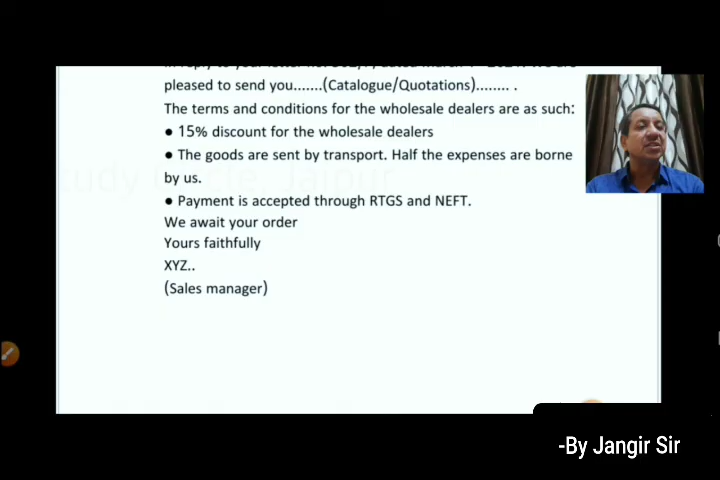 pleased to send you.......(Catalogue/Quotations)........ .
The terms and conditions for the wholesale dealers are as such:
● 15% discount for the wholesale dealers
● The goods are sent by transport. Half the expenses are borne
by us.
● Payment is accepted through RTGS and NEFT.
We await your order
Yours faithfully
XYZ..
(Sales manager)
-By Jangir Sir